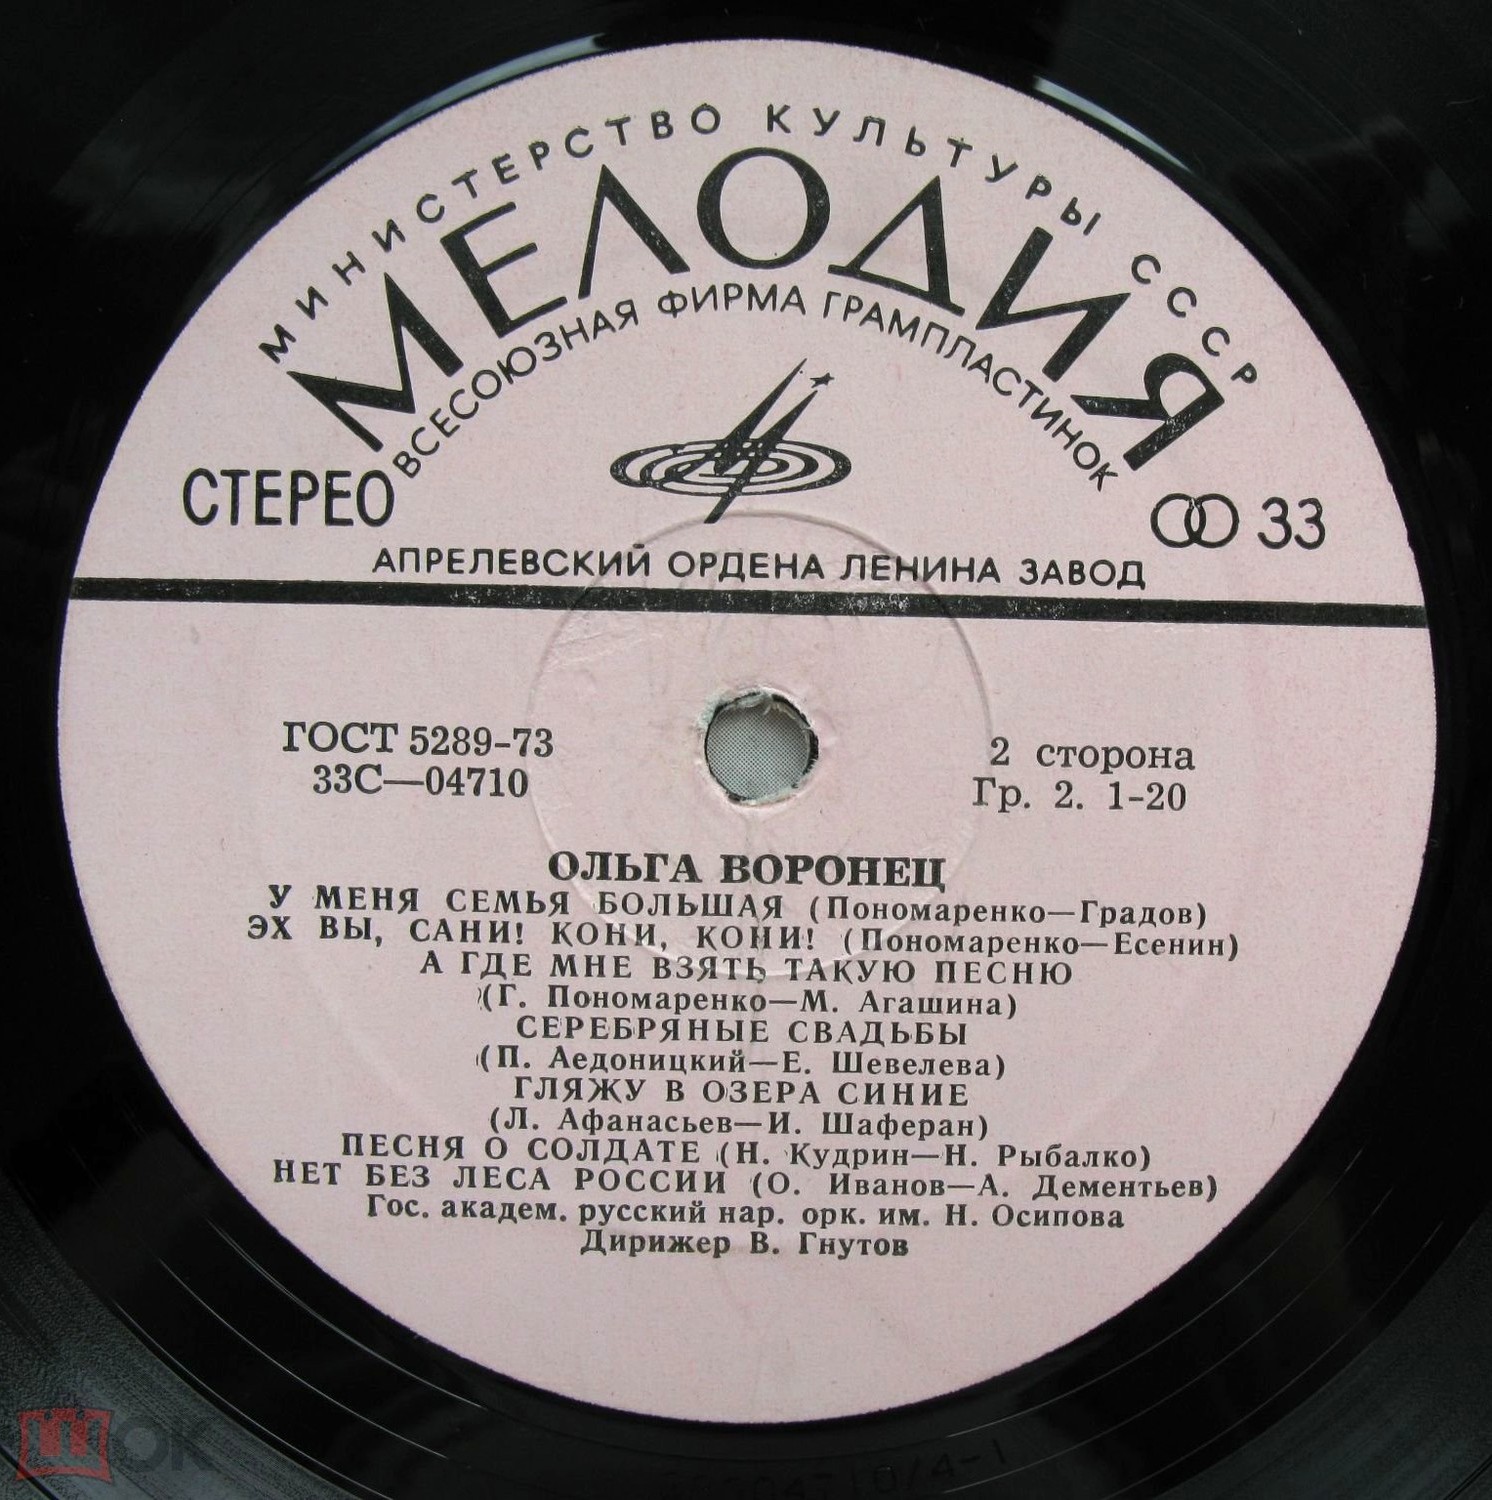 МИНИСТЕРСТВО КУЛЬТУРЫ СССР
МЕЛОДИЯ
ВСЕСОЮЗНАЯ ФИРМА ГРАМПЛАСТИНОК
СТЕРЕО
33
АПРЕЛЕВСКИЙ ОРДЕНА ЛЕНИНА ЗАВОД
ГОСТ 5289-73
33С—04710
2 сторона
Гр. 2. 1-20
ОЛЬГА ВОРОНЕЦ
У МЕНЯ СЕМЬЯ БОЛЬШАЯ (Пономаренко—Градов)
ЭХ ВЫ, САНИ! КОНИ, КОНИ! (Пономаренко—Есенин)
А ГДЕ МНЕ ВЗЯТЬ ТАКУЮ ПЕСНЮ
(Г. Пономаренко—М. Агашина)
СЕРЕБРЯНЫЕ СВАДЬБЫ
(П. Аедоницкий—Е. Шевелева)
ГЛЯЖУ В ОЗЕРА СИНИЕ
(Л. Афанасьев—И. Шаферан)
ПЕСНЯ О СОЛДАТЕ (Н. Кудрин—Н. Рыбалко)
НЕТ БЕЗ ЛЕСА РОССИИ (О. Иванов—А. Дементьев)
Гос. академ. русский нар. орк. им. Н. Осипова
Дирижер В. Гнутов